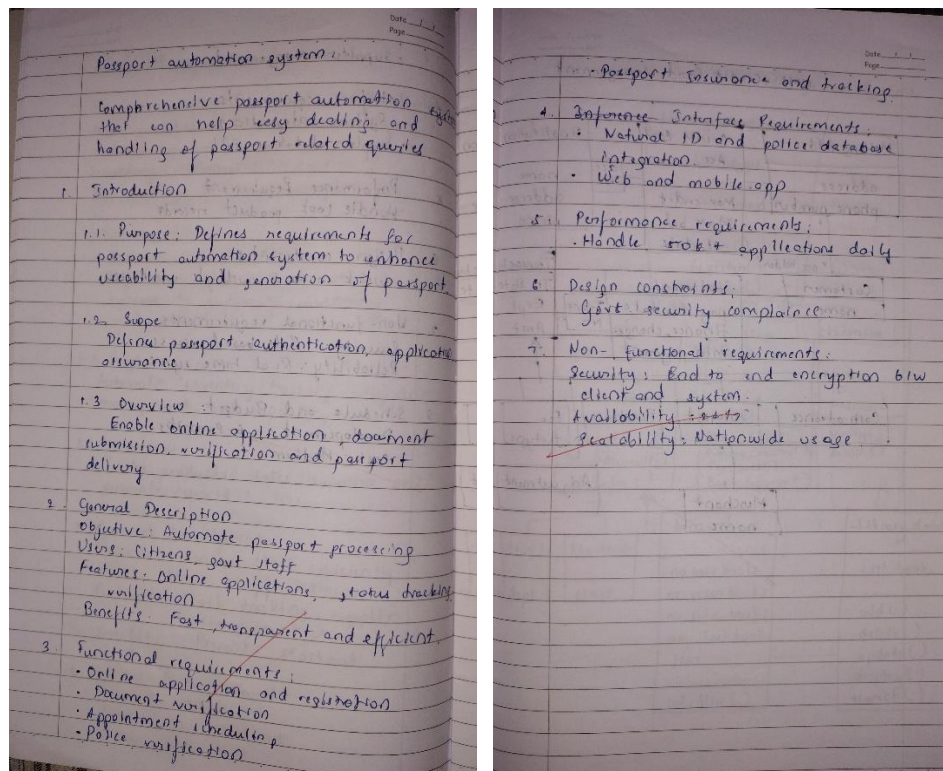 Date
Page
Passport automation system.
Comprehencive passport automation system
that can help easy dealing and
handling of passport related queries
1 Introduction
1.1. Purpose: Defines requirements for
passport automation system to enhance
useability and generation of passport.
1.2 Scope
Define passport authentication, application
assurance
1.3 Overview:
Enable online application document
submission, verification and passport
delivery
2 General Description
Objective: Automate passport processing
Users: Citizens, govt staff
Features: Online applications, status tracking,
verification
Benefits: Fast, transparent and efficient.
3 Functional requirements:
• Online application and registration
• Document verification
• Appointment scheduling
• Police verification
Date
Page
• Passport Insurance and tracking.
4. Inference Interface Requirements:
• Natural ID and police database
integration
• Web and mobile app
5. Performance requirements:
• Handle applications daily
6 Design constraints:
Govt security complaince
7. Non-functional requirements:
Security: End to end encryption b/w
client and system.
Availability:
Scalability: Nationwide usage